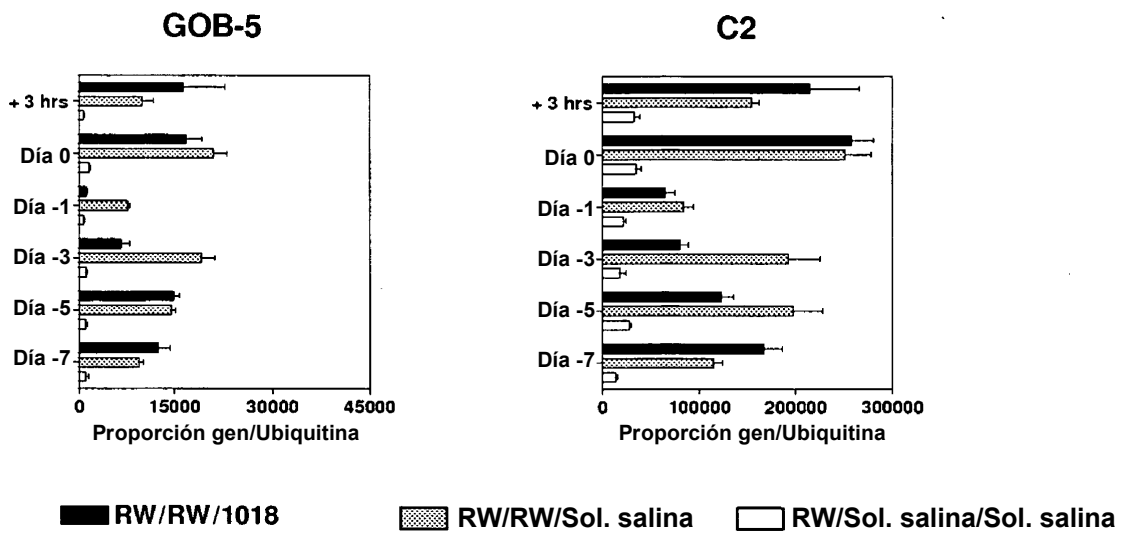 GOB-5
+ 3 hrs
Día 0
Día -1
Día -3
Día -5
Día -7
0 15000 30000 45000
Proporción gen/Ubiquitina
C2
+ 3 hrs
Día 0
Día -1
Día -3
Día -5
Día -7
0 100000 200000 300000
Proporción gen/Ubiquitina
RW/RW/1018 RW/RW/Sol. salina RW/Sol. salina/Sol. salina